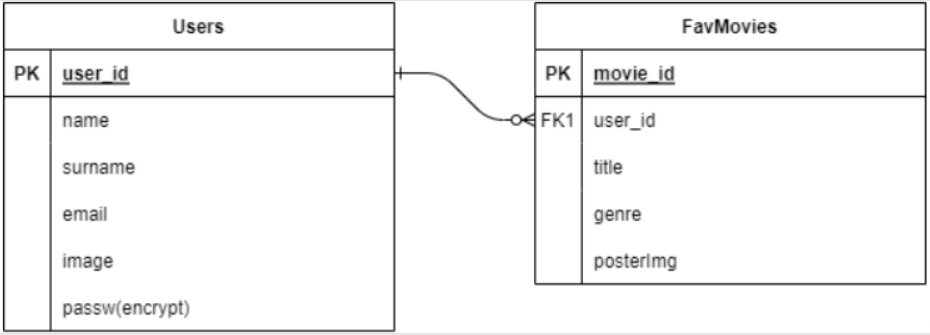 Users
PK user_id
name
surname
email
image
passw(encrypt)
FavMovies
PK movie_id
FK1 user_id
title
genre
posterImg